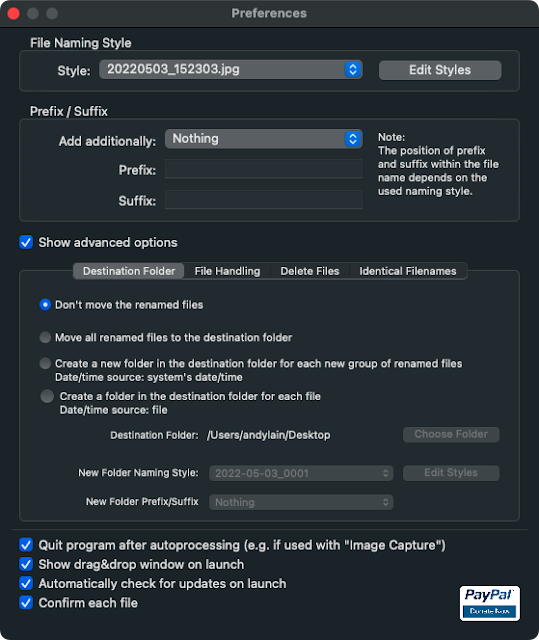 Preferences
File Naming Style
Style: 20220503_152303.jpg Edit Styles
Prefix / Suffix
Add additionally: Nothing
Note:
The position of prefix
and suffix within the file
name depends on the
used naming style.
Prefix:
Suffix:
Show advanced options
Destination Folder File Handling Delete Files Identical Filenames
Don't move the renamed files
Move all renamed files to the destination folder
Create a new folder in the destination folder for each new group of renamed files
Date/time source: system's date/time
Create a folder in the destination folder for each file
Date/time source: file
Destination Folder: /Users/andylain/Desktop Choose Folder
New Folder Naming Style: 2022-05-03_0001 Edit Styles
New Folder Prefix/Suffix Nothing
Quit program after autoprocessing (e.g. if used with "Image Capture")
Show drag&drop window on launch
Automatically check for updates on launch
Confirm each file
PayPal
Donate Now